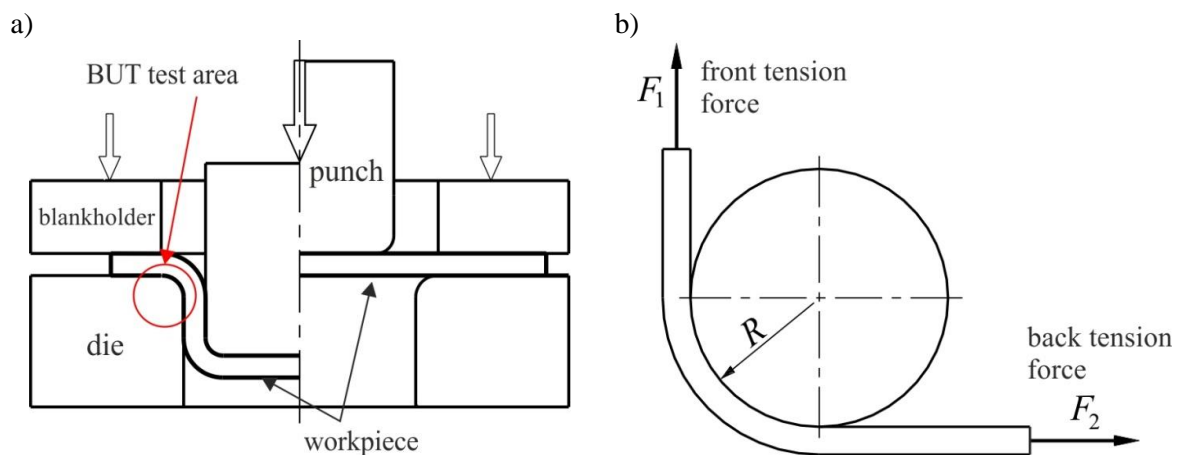 a)
BUT test area
punch
blankholder
die
workpiece
b)
front tension
force
F1
R
back tension
force
F2